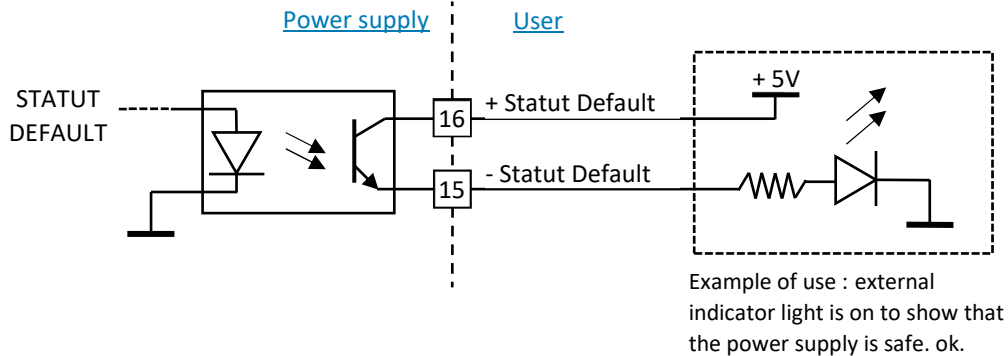 Power supply
User
STATUT
DEFAULT
16
+ Statut Default
+ 5V
15
- Statut Default
Example of use : external
indicator light is on to show that
the power supply is safe. ok.